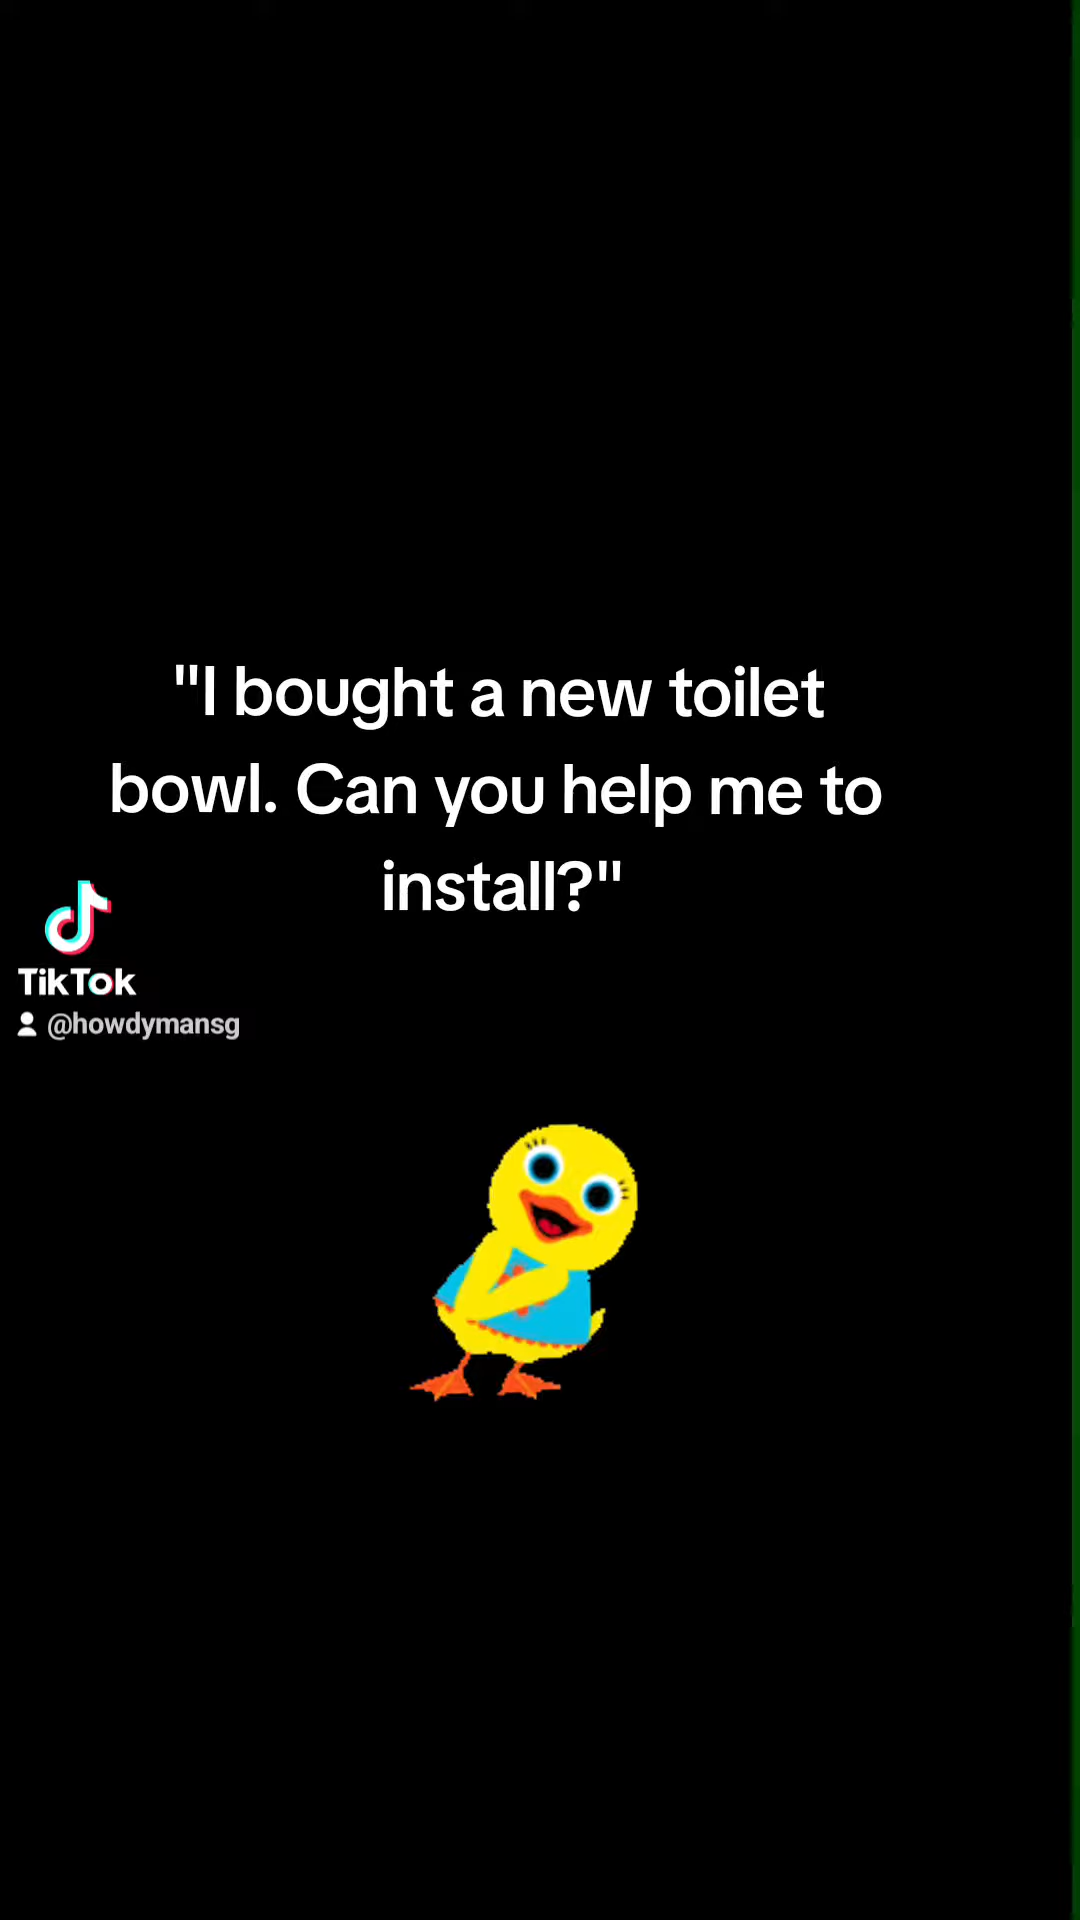 "I bought a new toilet
bowl. Can you help me to
install?"
TikTok
@howdymansg